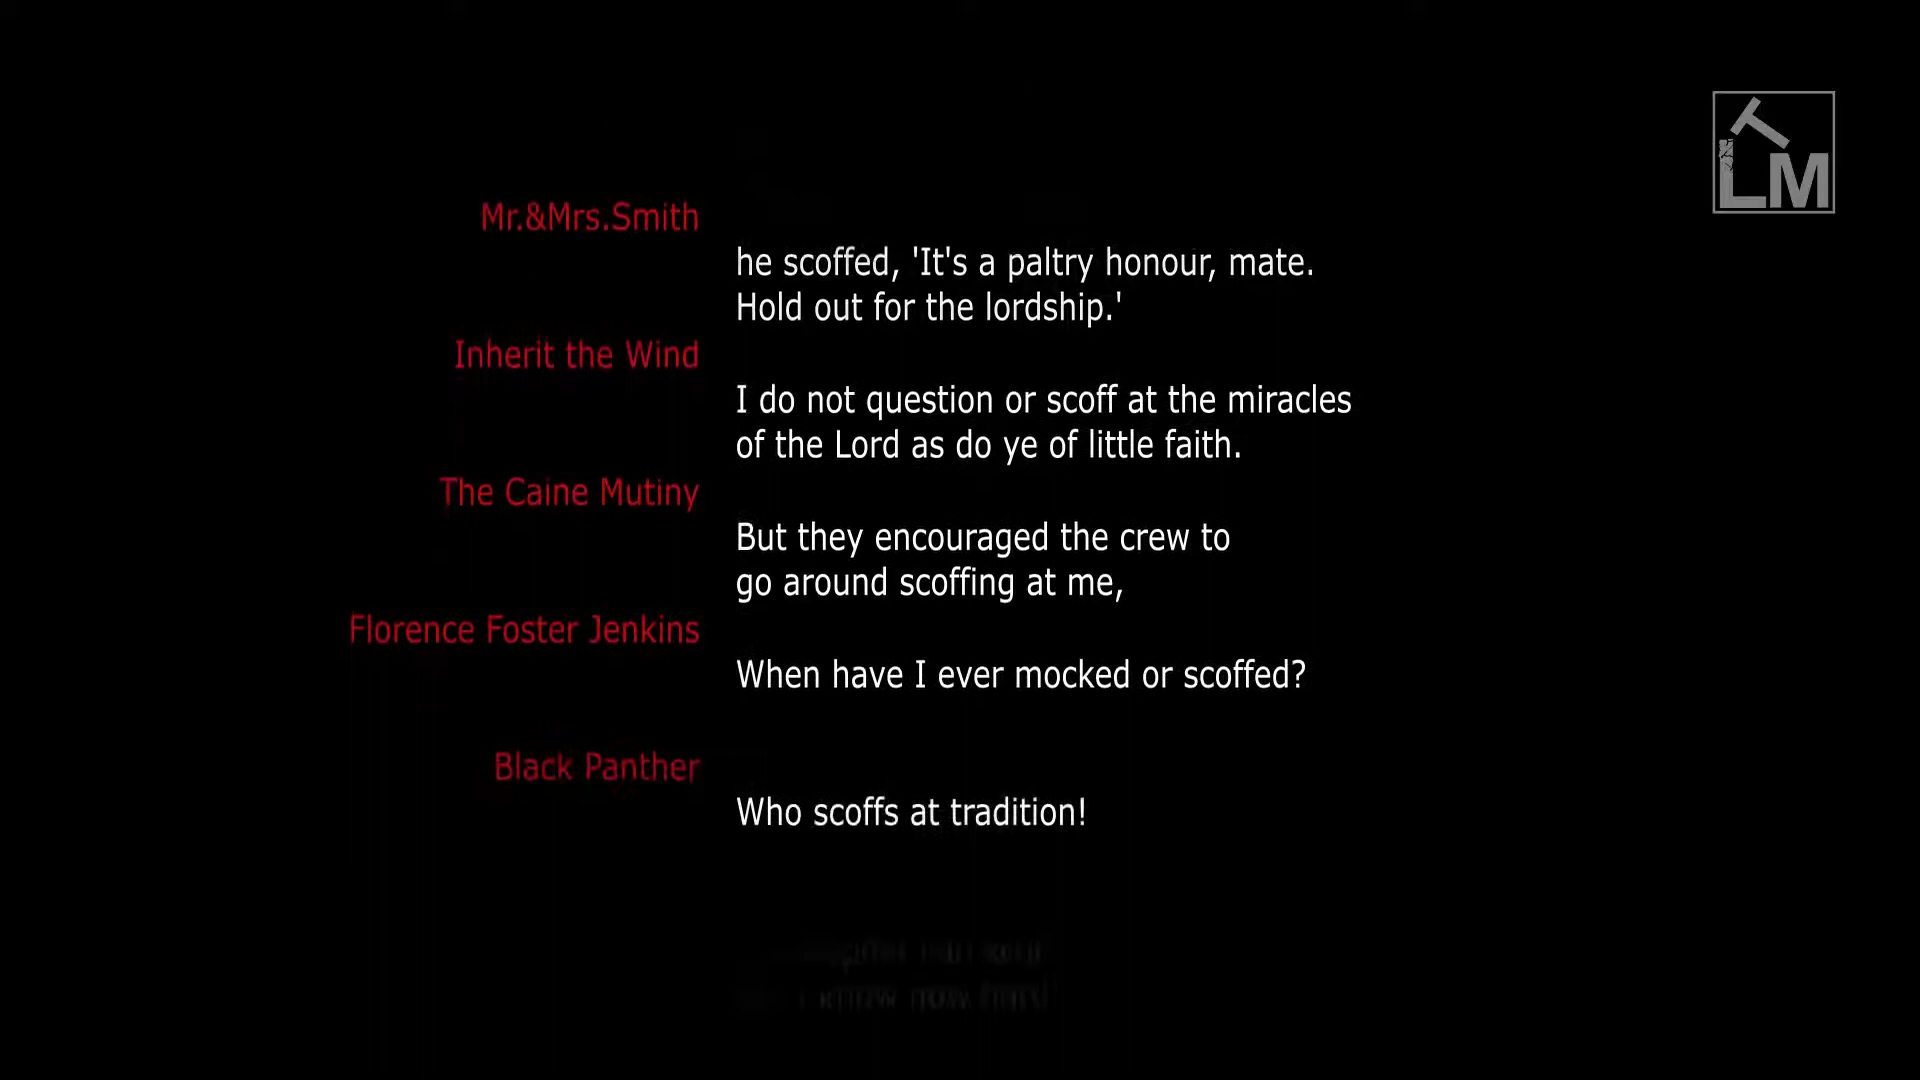 Mr.&Mrs.Smith
he scoffed, 'It's a paltry honour, mate.
Hold out for the lordship.'
Inherit the Wind
I do not question or scoff at the miracles
of the Lord as do ye of little faith.
The Caine Mutiny
But they encouraged the crew to
go around scoffing at me,
Florence Foster Jenkins
When have I ever mocked or scoffed?
Black Panther
Who scoffs at tradition!
LTM